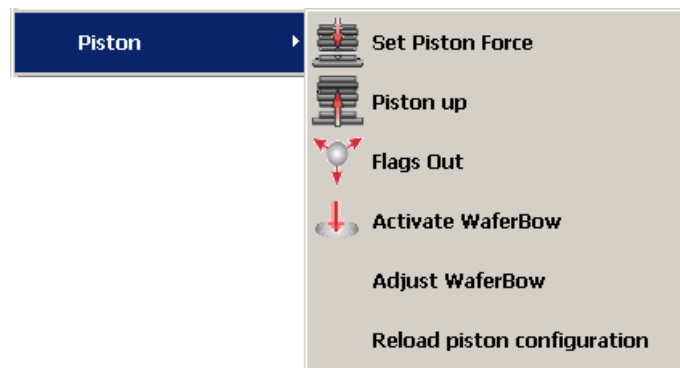 Piston
Set Piston Force
Piston up
Flags Out
Activate WaferBow
Adjust WaferBow
Reload piston configuration